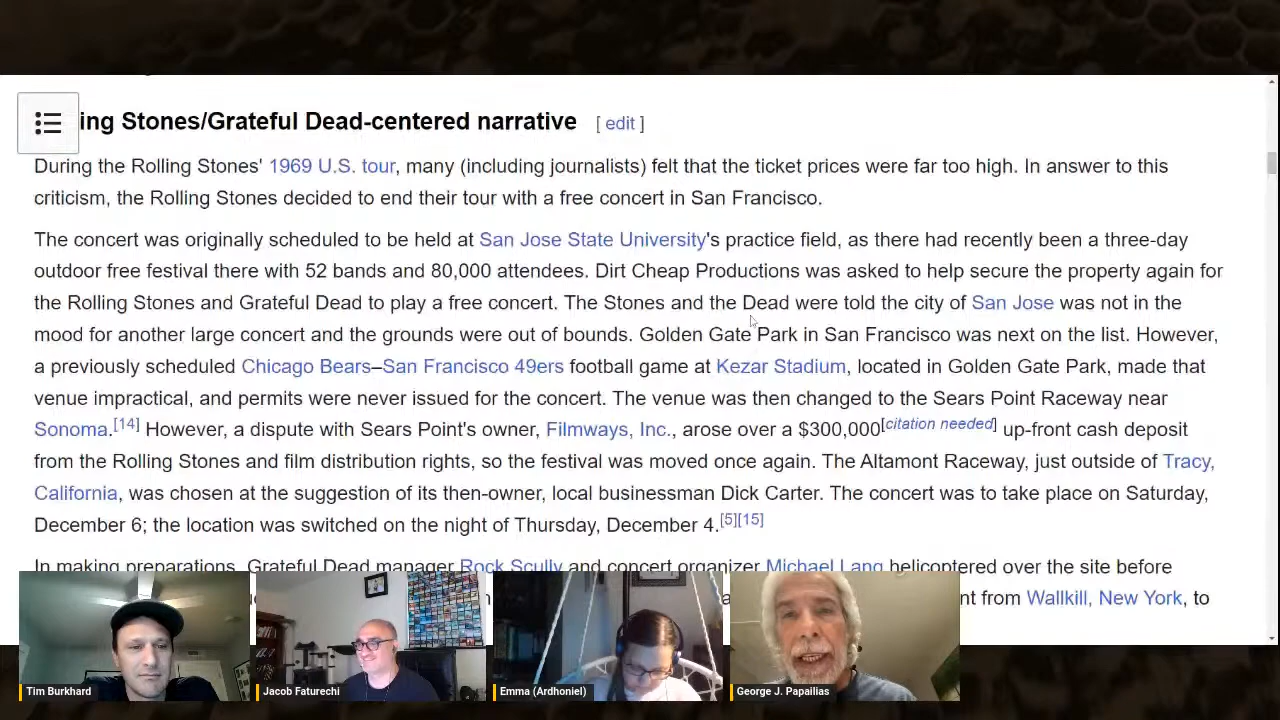 ing Stones/Grateful Dead-centered narrative [ edit ]
During the Rolling Stones' 1969 U.S. tour, many (including journalists) felt that the ticket prices were far too high. In answer to this
criticism, the Rolling Stones decided to end their tour with a free concert in San Francisco.
The concert was originally scheduled to be held at San Jose State University's practice field, as there had recently been a three-day
outdoor free festival there with 52 bands and 80,000 attendees. Dirt Cheap Productions was asked to help secure the property again for
the Rolling Stones and Grateful Dead to play a free concert. The Stones and the Dead were told the city of San Jose was not in the
mood for another large concert and the grounds were out of bounds. Golden Gate Park in San Francisco was next on the list. However,
a previously scheduled Chicago Bears–San Francisco 49ers football game at Kezar Stadium, located in Golden Gate Park, made that
venue impractical, and permits were never issued for the concert. The venue was then changed to the Sears Point Raceway near
Sonoma.[14] However, a dispute with Sears Point's owner, Filmways, Inc., arose over a $300,000[citation needed] up-front cash deposit
from the Rolling Stones and film distribution rights, so the festival was moved once again. The Altamont Raceway, just outside of Tracy,
California, was chosen at the suggestion of its then-owner, local businessman Dick Carter. The concert was to take place on Saturday,
December 6; the location was switched on the night of Thursday, December 4.[5][15]
In making preparations, Grateful Dead manager Rock Scully and concert organizer Michael Lang helicoptered over the site before
nt from Wallkill, New York, to
Tim Burkhard
Jacob Faturechi
Emma (Ardhoniel)
George J. Papailias